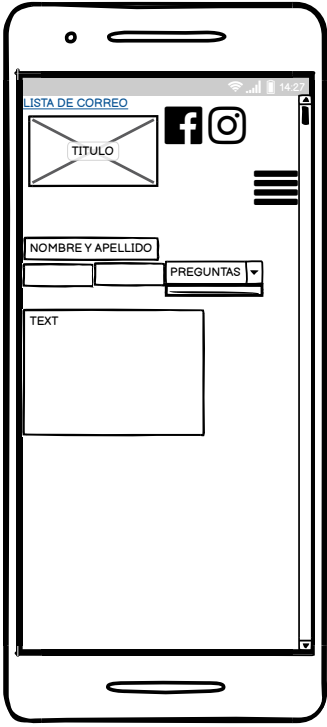 14:27
LISTA DE CORREO
TITULO
NOMBRE Y APELLIDO
PREGUNTAS
TEXT